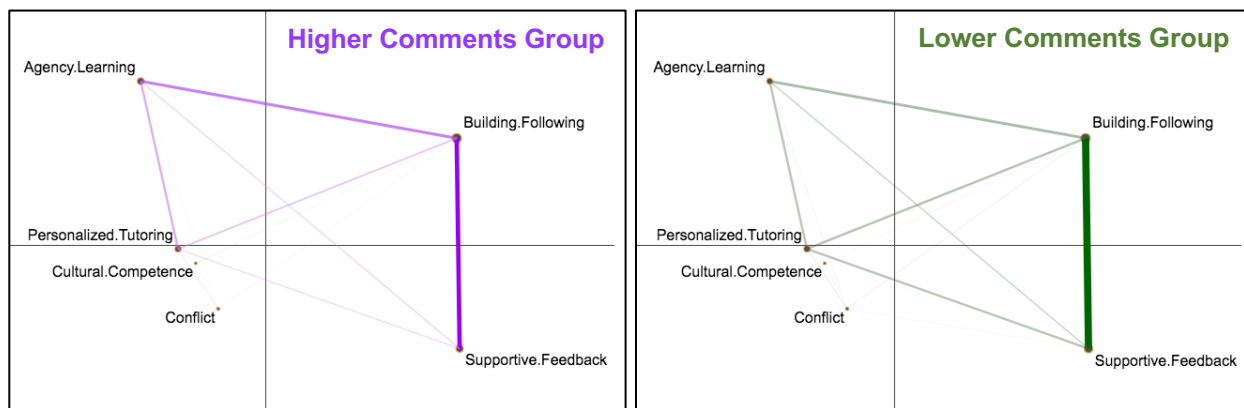 Higher Comments Group
Agency.Learning
Building.Following
Personalized.Tutoring
Cultural.Competence
Conflict
Supportive.Feedback
Lower Comments Group
Agency.Learning
Building.Following
Personalized.Tutoring
Cultural.Competence
Conflict
Supportive.Feedback